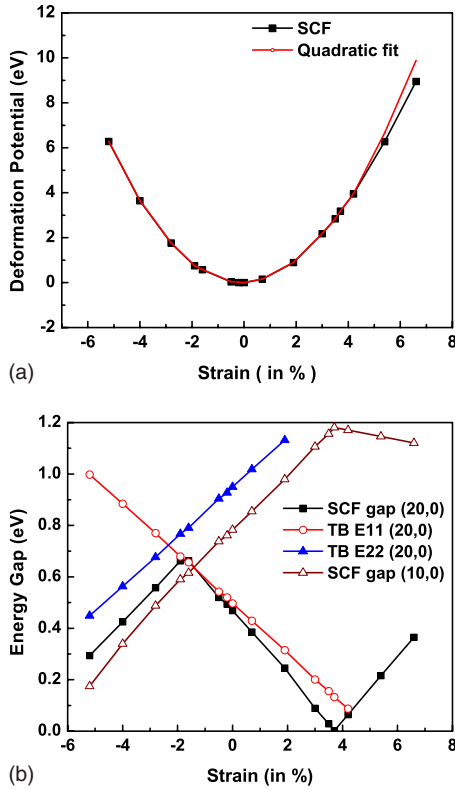 SCF
Quadratic fit
Deformation Potential (eV)
10
8
6
4
2
0
-2
-6 -4 -2 0 2 4 6 8
Strain ( in % )
(a)
SCF gap (20,0)
TB E11 (20,0)
TB E22 (20,0)
SCF gap (10,0)
Energy Gap (eV)
1.2
1.0
0.8
0.6
0.4
0.2
0.0
-6 -4 -2 0 2 4 6 8
Strain (in %)
(b)